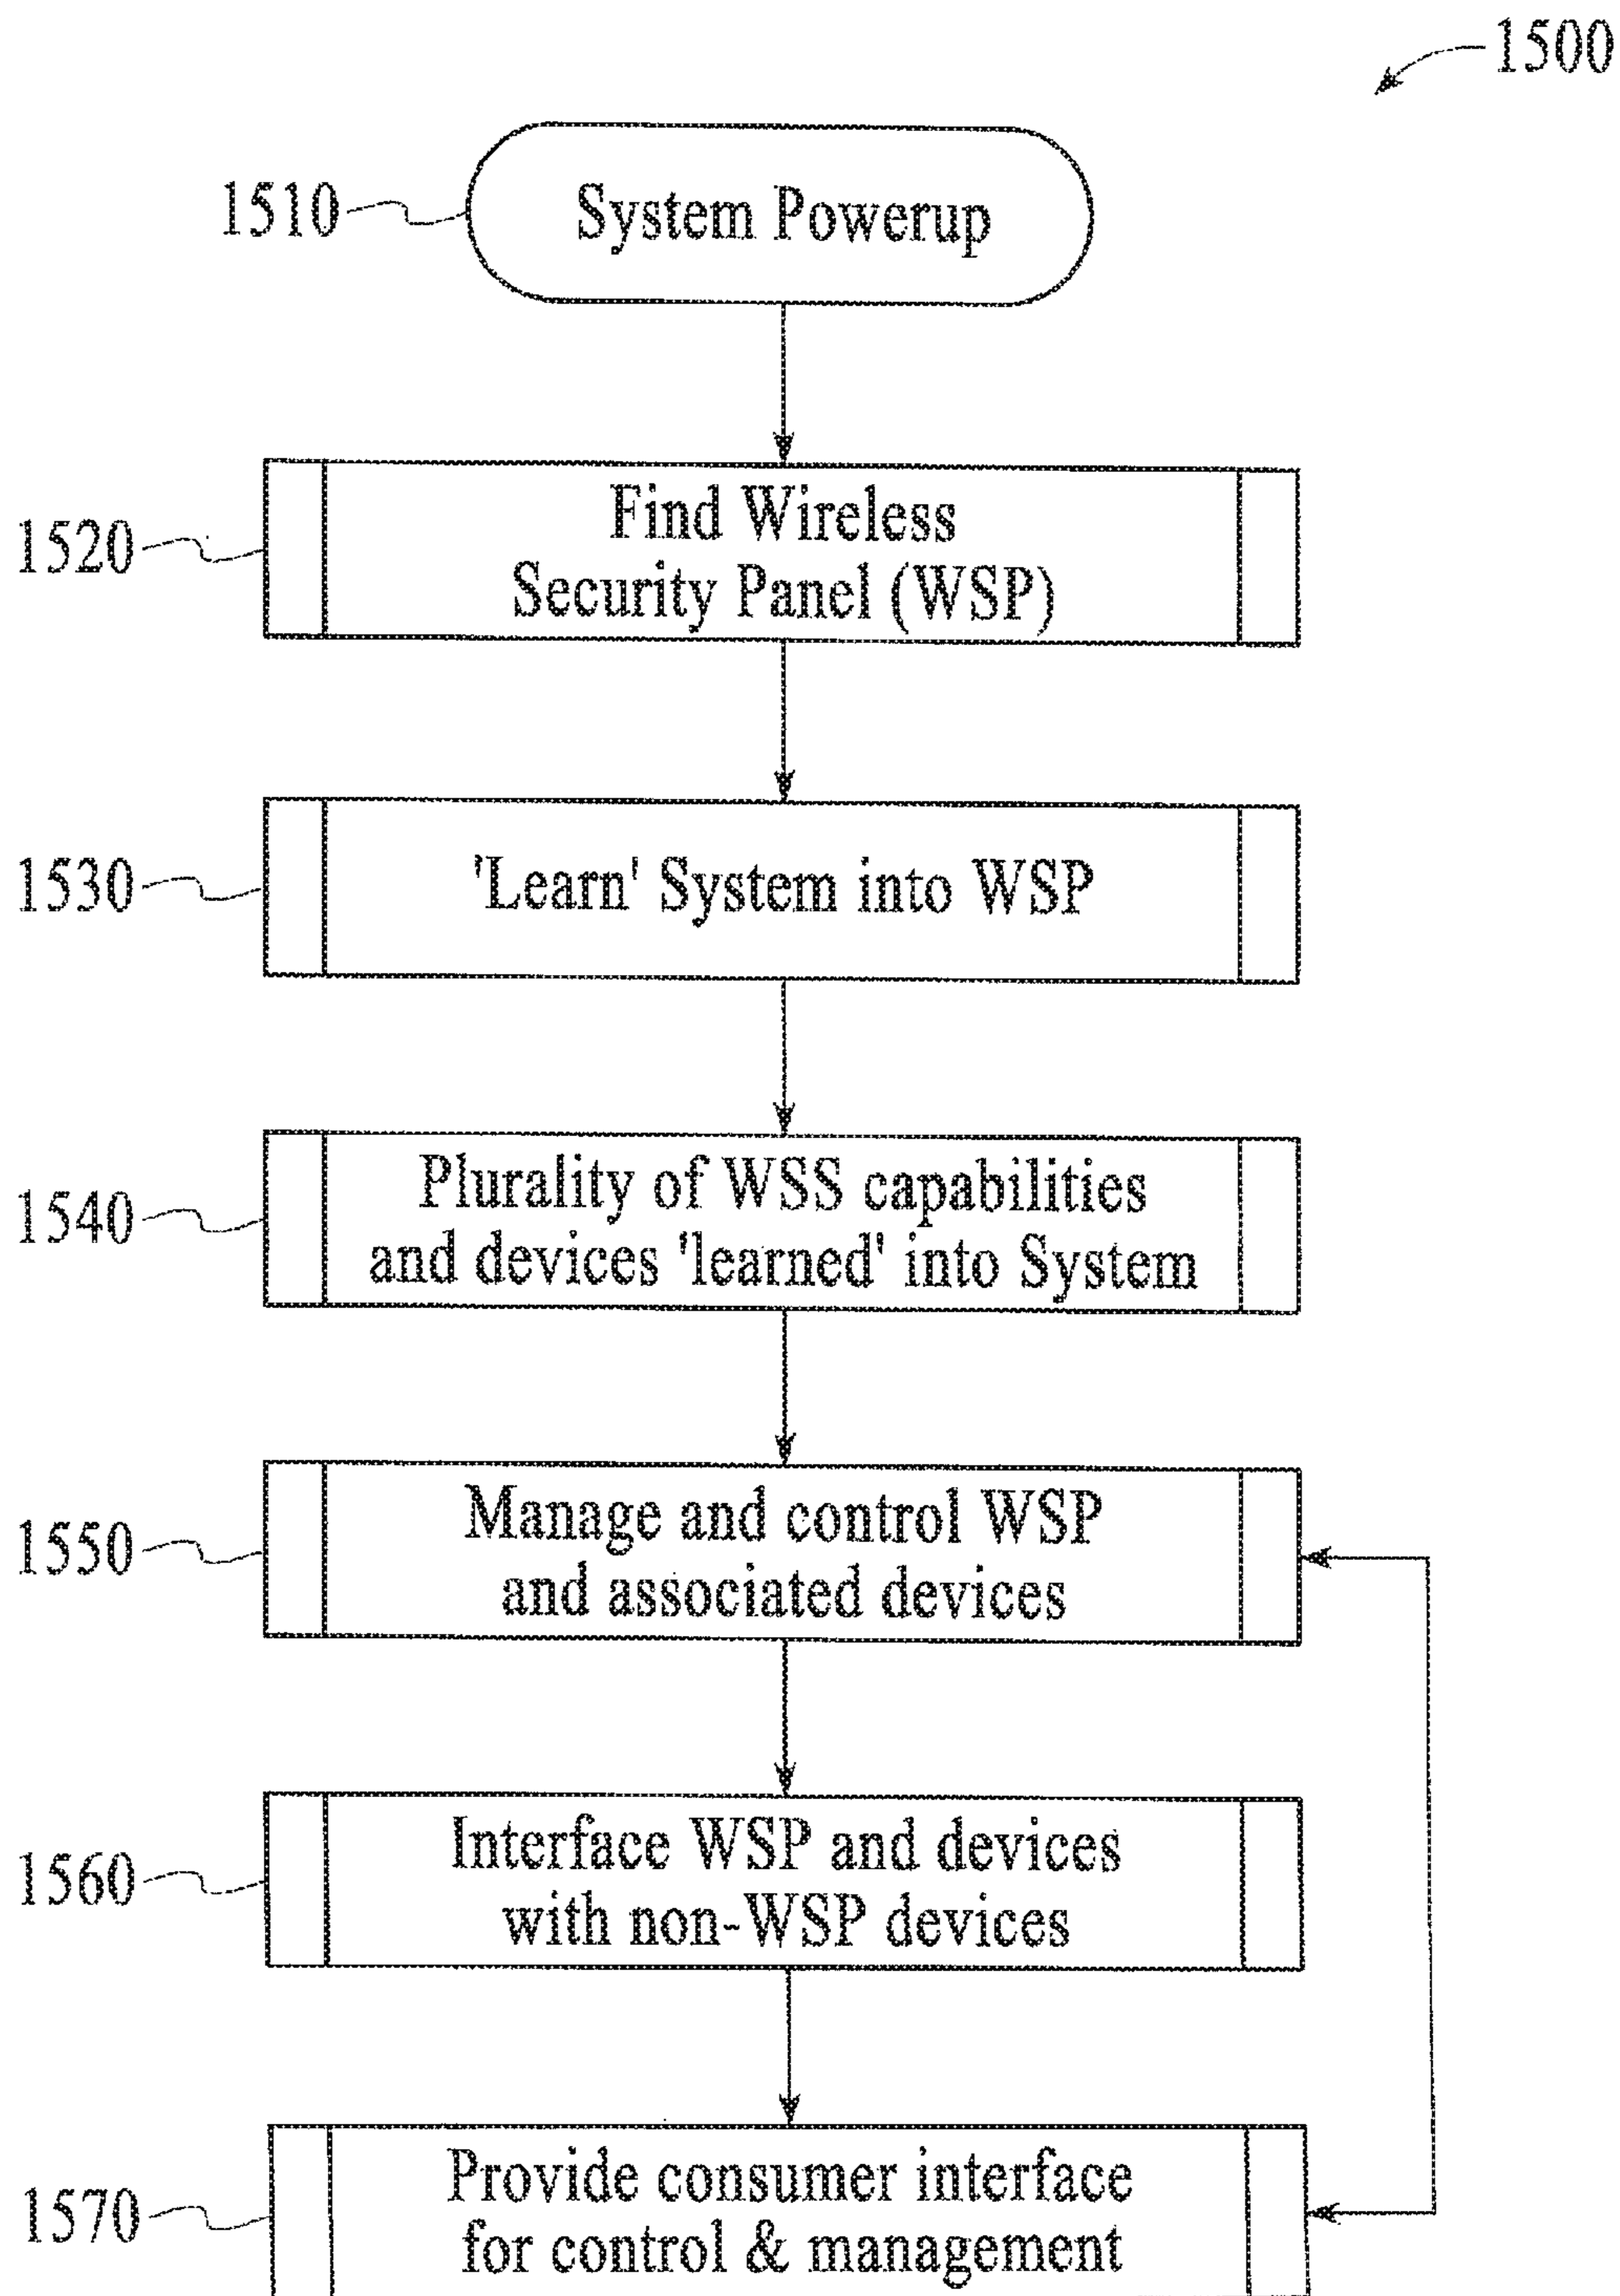 1500
1510
System Powerup
1520
Find Wireless
Security Panel (WSP)
1530
'Learn' System into WSP
1540
Plurality of WSS capabilities
and devices 'learned' into System
1550
Manage and control WSP
and associated devices
1560
Interface WSP and devices
with non-WSP devices
1570
Provide consumer interface
for control & management